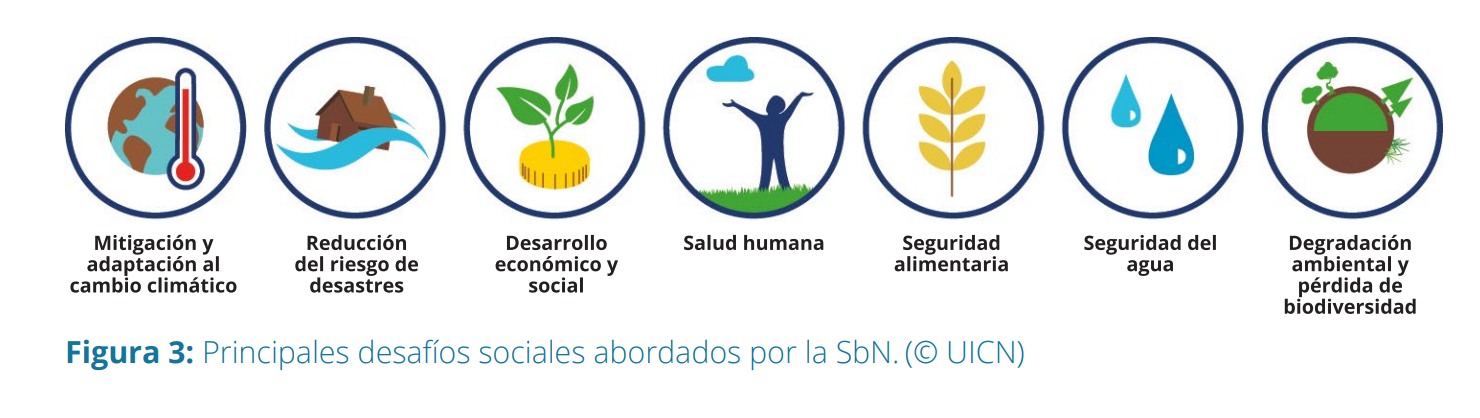 Mitigación y
adaptación al
cambio climático
Reducción
del riesgo de
desastres
Desarrollo
económico y
social
Salud humana
Seguridad
alimentaria
Seguridad del
agua
Degradación
ambiental y
pérdida de
biodiversidad
Figura 3: Principales desafíos sociales abordados por la SbN. (© UICN)